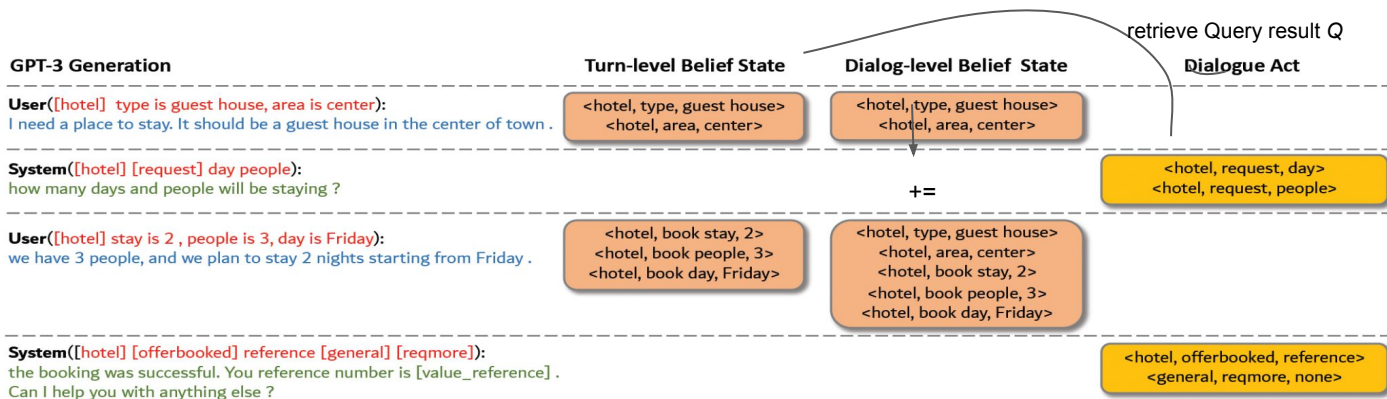 retrieve Query result Q
GPT-3 Generation Turn-level Belief State Dialog-level Belief State Dialogue Act
User([hotel] type is guest house, area is center):
I need a place to stay. It should be a guest house in the center of town .
<hotel, type, guest house>
<hotel, area, center>
<hotel, type, guest house>
<hotel, area, center>
System([hotel] [request] day people):
how many days and people will be staying ?
+=
<hotel, request, day>
<hotel, request, people>
User([hotel] stay is 2 , people is 3, day is Friday):
we have 3 people, and we plan to stay 2 nights starting from Friday .
<hotel, book stay, 2>
<hotel, book people, 3>
<hotel, book day, Friday>
<hotel, type, guest house>
<hotel, area, center>
<hotel, book stay, 2>
<hotel, book people, 3>
<hotel, book day, Friday>
System([hotel] [offerbooked] reference [general] [reqmore]):
the booking was successful. You reference number is [value_reference] .
Can I help you with anything else ?
<hotel, offerbooked, reference>
<general, reqmore, none>